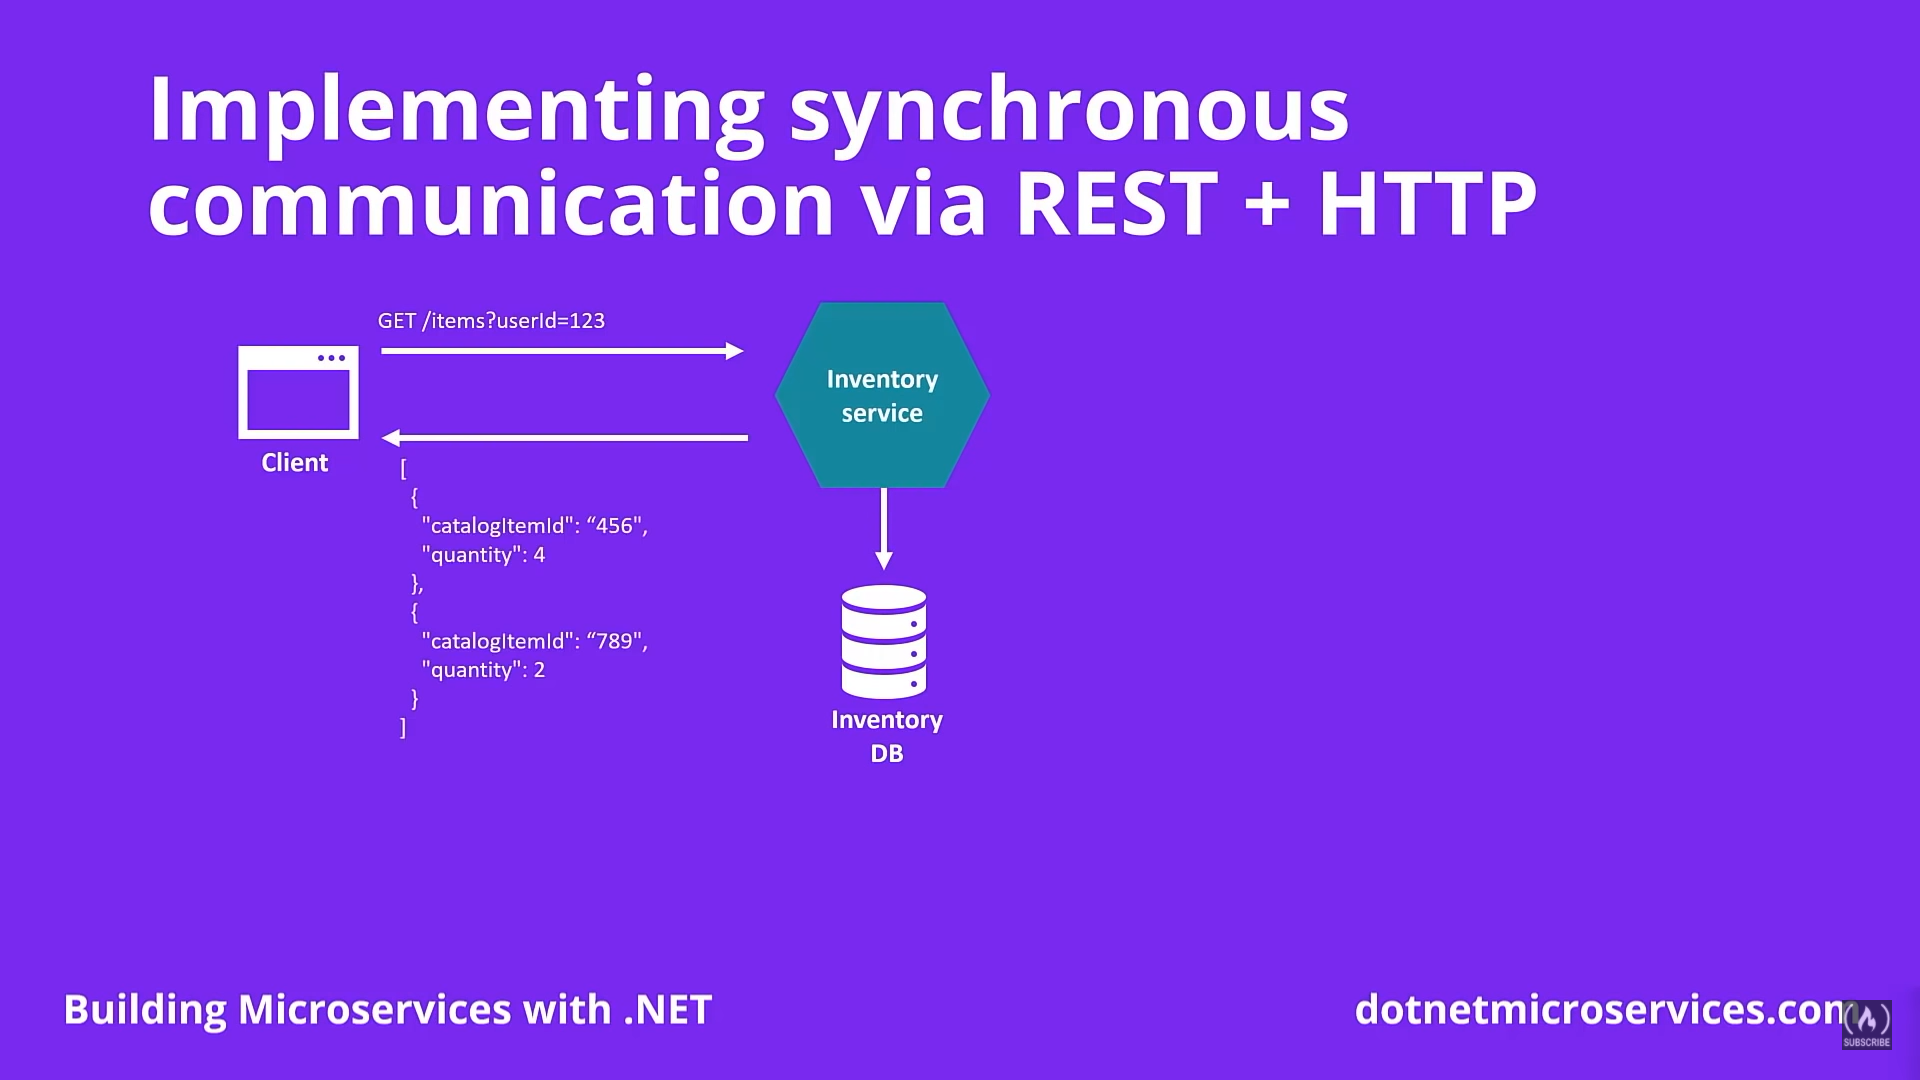 Implementing synchronous
communication via REST + HTTP
GET /items?userId=123
Inventory
service
Client
[
{
"catalogItemId": “456",
"quantity": 4
},
{
"catalogItemId": “789",
"quantity": 2
}
]
Inventory
DB
Building Microservices with .NET
dotnetmicroservices.com
SUBSCRIBE